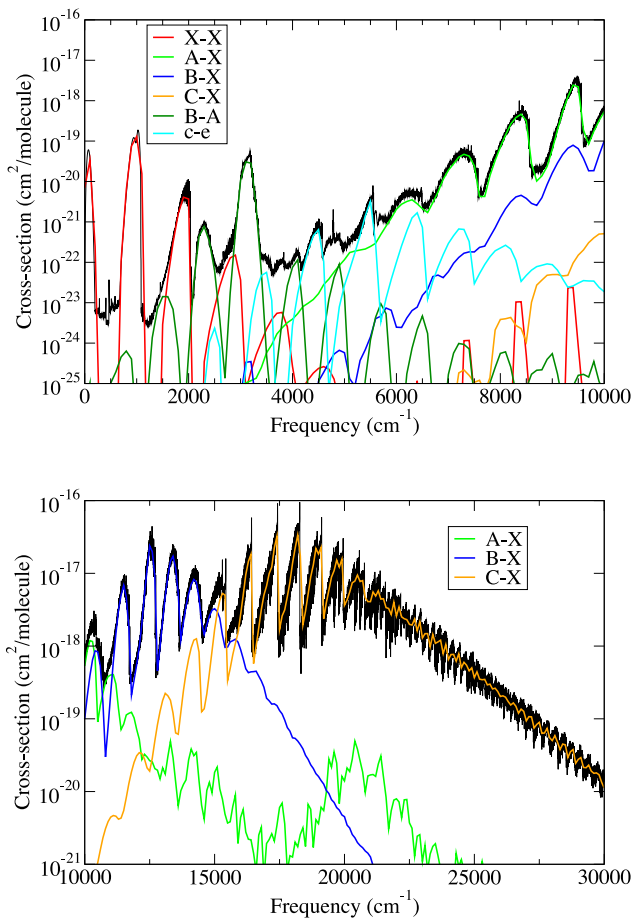 10^-16
10^-17
10^-18
10^-19
10^-20
10^-21
10^-22
10^-23
10^-24
10^-25
Cross-section (cm^2/molecule)
X-X
A-X
B-X
C-X
B-A
c-e
0 2000 4000 6000 8000 10000
Frequency (cm^-1)
10^-16
10^-17
10^-18
10^-19
10^-20
10^-21
Cross-section (cm^2/molecule)
A-X
B-X
C-X
10000 15000 20000 25000 30000
Frequency (cm^-1)